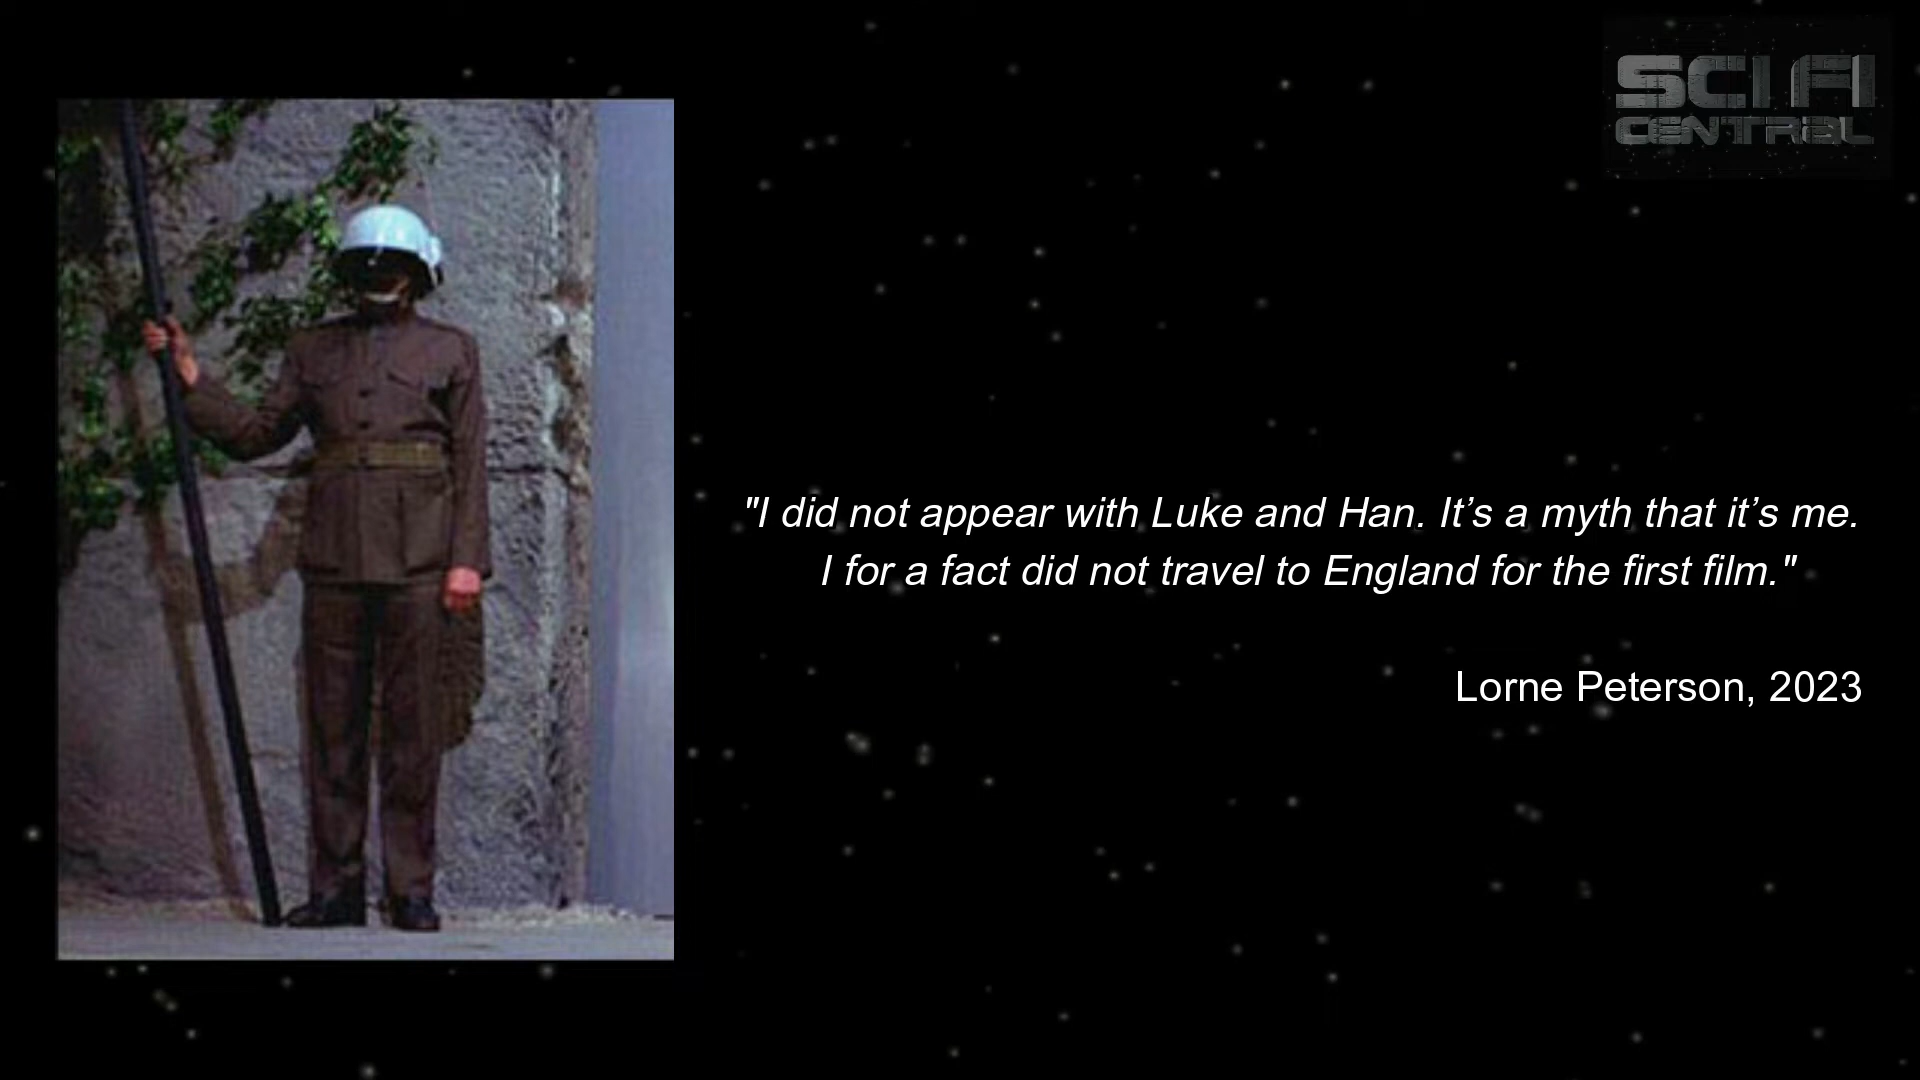 SCI FI
CENTRAL
"I did not appear with Luke and Han. It’s a myth that it’s me.
I for a fact did not travel to England for the first film."
Lorne Peterson, 2023